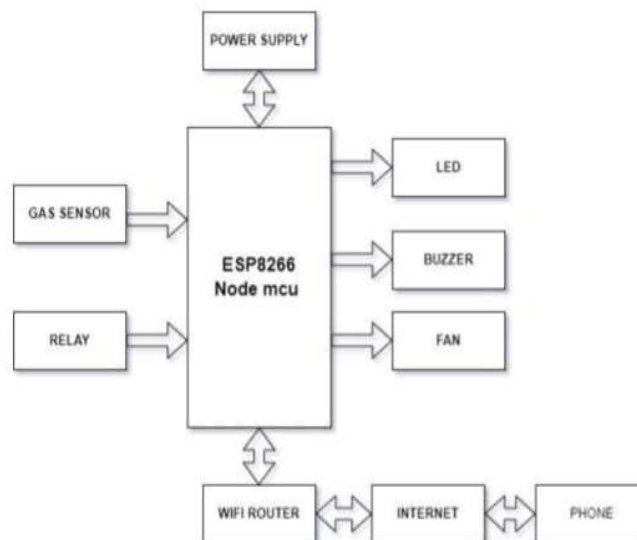 POWER SUPPLY
LED
GAS SENSOR
BUZZER
ESP8266
Node mcu
RELAY
FAN
WIFI ROUTER
INTERNET
PHONE